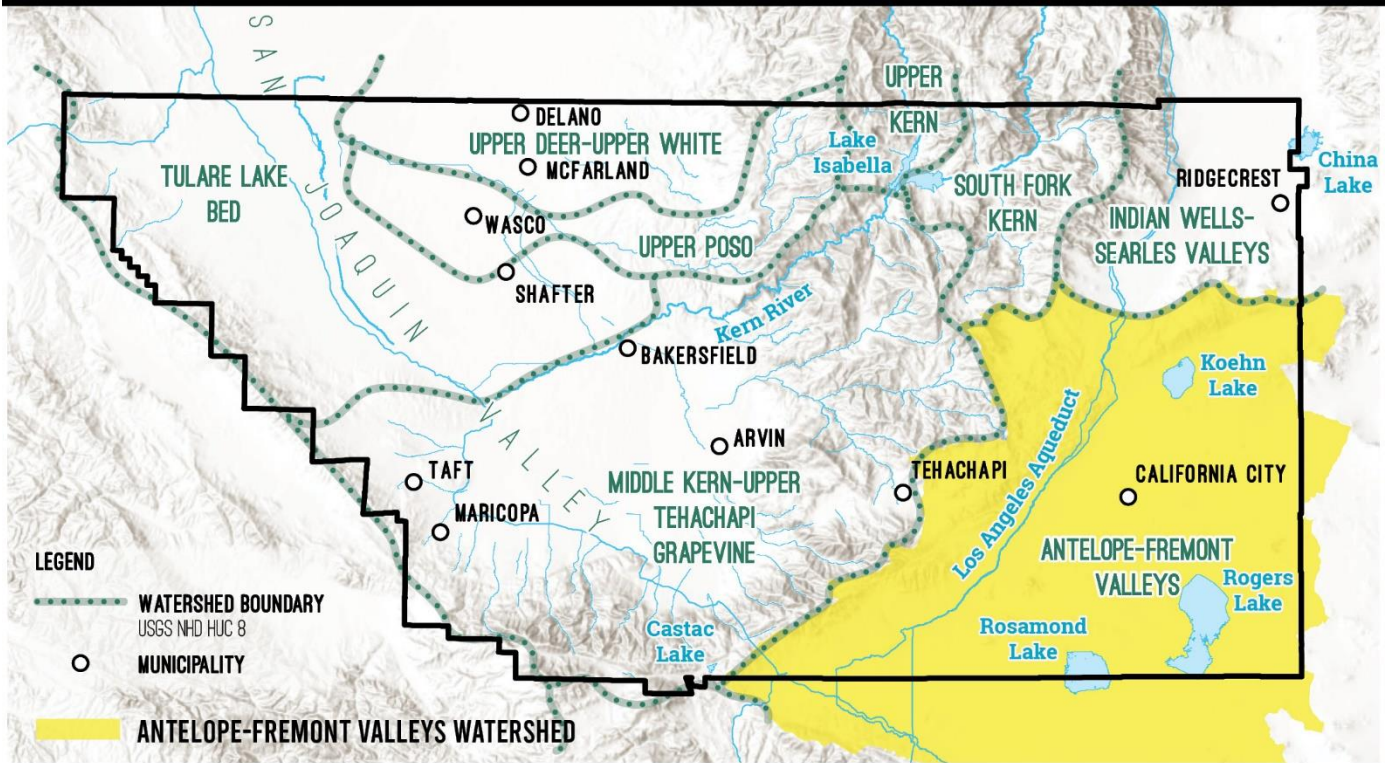 SAN JOAQUIN VALLEY
UPPER
KERN
DELANO
UPPER DEER-UPPER WHITE
MCFARLAND
Lake
Isabella
China
Lake
TULARE LAKE
BED
RIDGECREST
SOUTH FORK
KERN
INDIAN WELLS-
SEARLES VALLEYS
WASCO
UPPER POSO
SHAFTER
Kern River
BAKERSFIELD
Koehn
Lake
ARVIN
Los Angeles Aqueduct
TAFT
TEHACHAPI
CALIFORNIA CITY
MIDDLE KERN-UPPER
TEHACHAPI
GRAPEVINE
MARICOPA
ANTELOPE-FREMONT
VALLEYS
Rogers
Lake
Rosamond
Lake
Castac
Lake
LEGEND
WATERSHED BOUNDARY
USGS NHD HUC 8
MUNICIPALITY
ANTELOPE-FREMONT VALLEYS WATERSHED